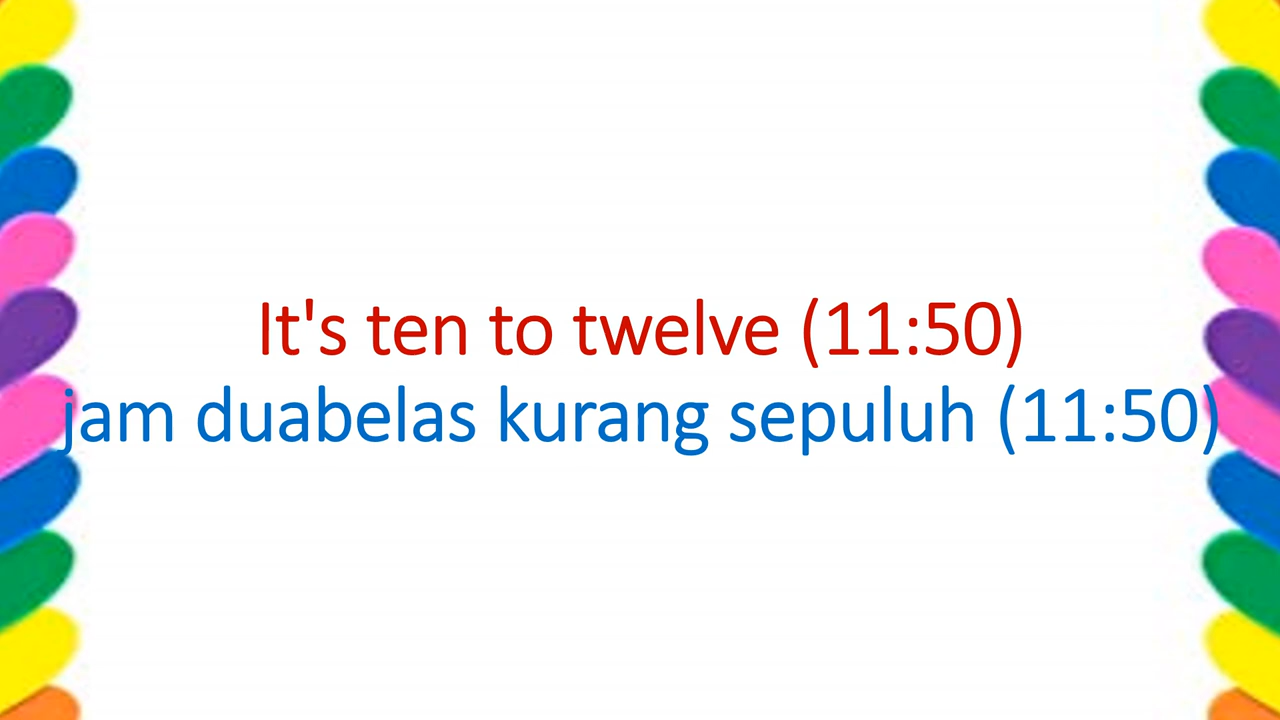 It's ten to twelve (11:50)
jam duabelas kurang sepuluh (11:50)